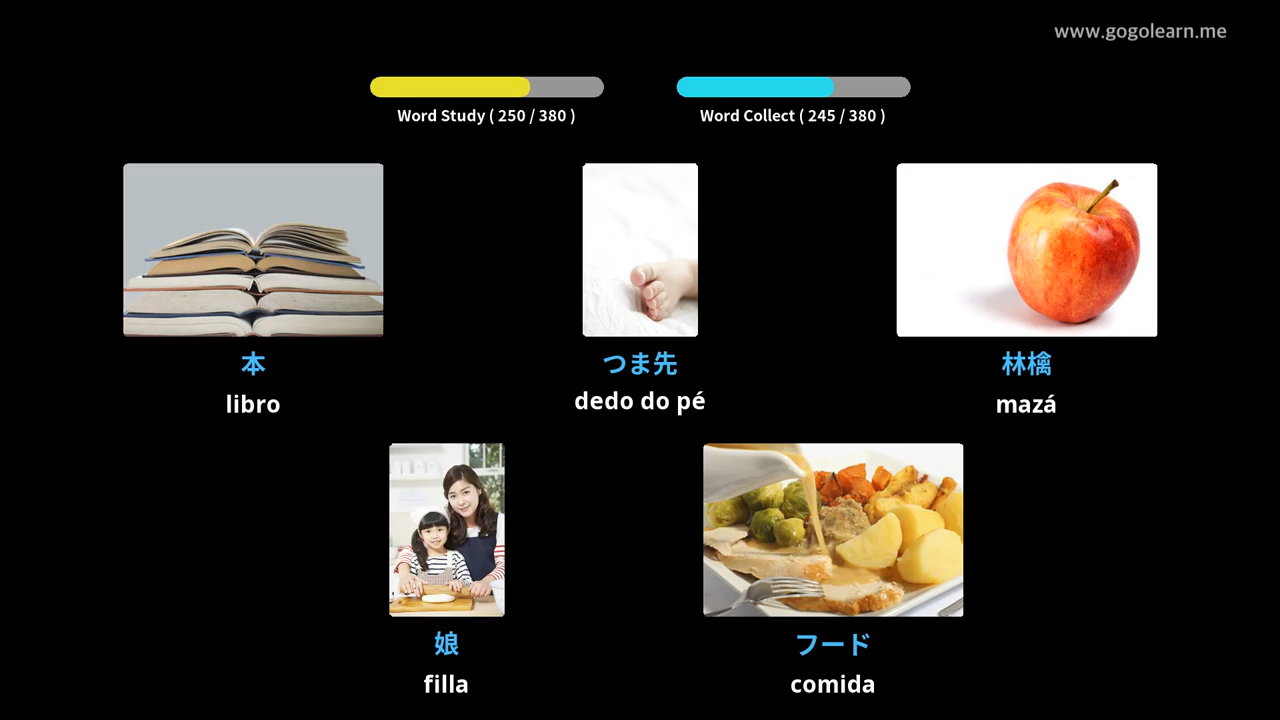 www.gogolearn.me
Word Study ( 250 / 380 )
Word Collect ( 245 / 380 )
本
libro
つま先
dedo do pé
林檎
mazá
娘
filla
フード
comida